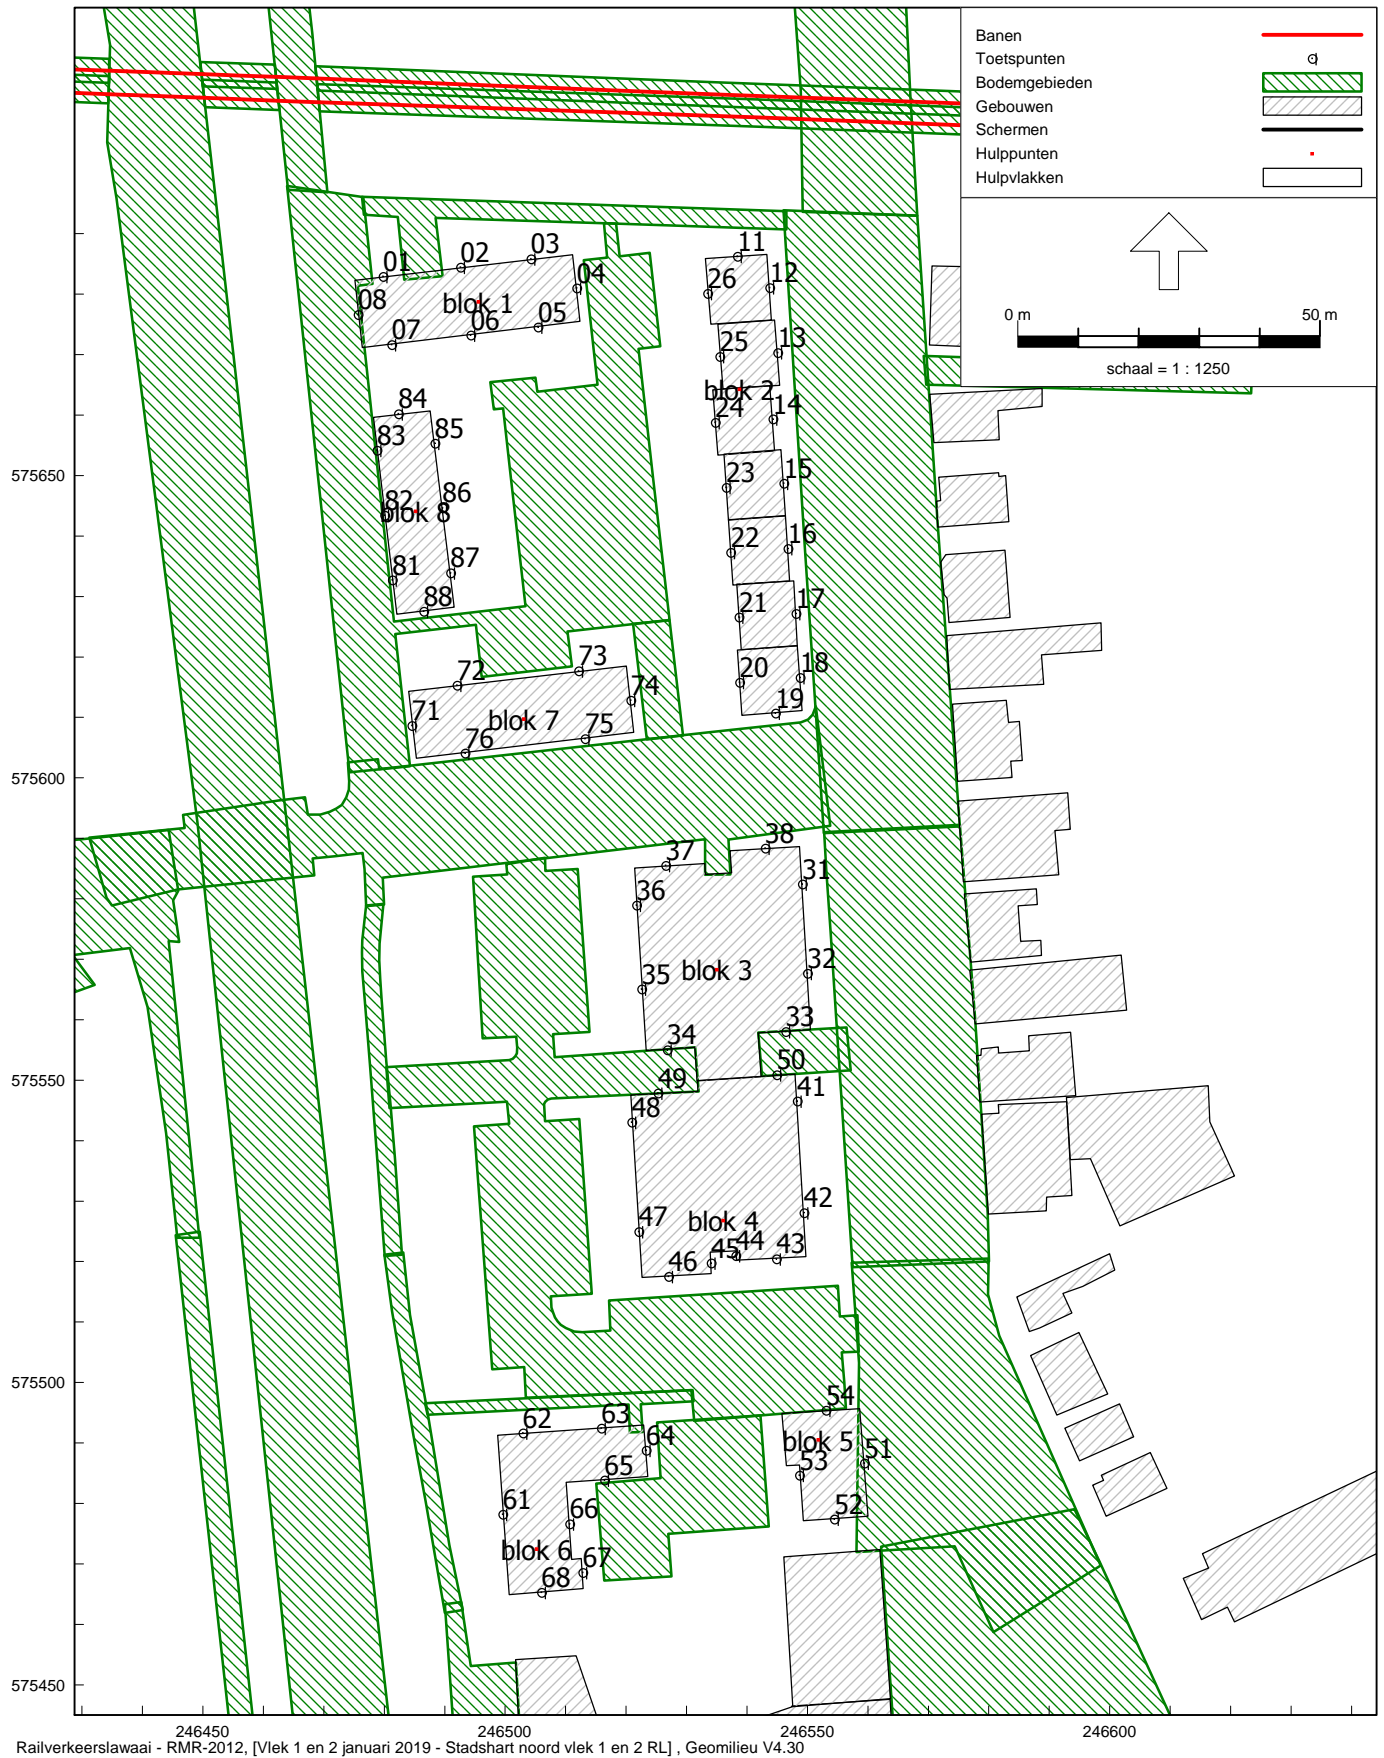 Banen
Toetspunten
Bodemgebieden
Gebouwen
Schermen
Hulppunten
Hulpvlakken
0 m 50 m
schaal = 1 : 1250
01 02 03 04
08 blok 1 05
07 06
11
26 12
25 13
blok 2
24 14
23 15
22 16
21 17
20 18
19
84
83 85
82 86
blok 8
81 87
88
72 73
71 74
blok 7
76 75
37 38
36 31
35 blok 3 32
34 33
49 50
48 41
47 blok 4 42
46 45 44 43
54
62 63
64 blok 5 51
65 53
61 66 52
blok 6 67
68
575650
575600
575550
575500
575450
246450 246500 246550 246600
Railverkeerslawaai - RMR-2012, [Vlek 1 en 2 januari 2019 - Stadshart noord vlek 1 en 2 RL] , Geomilieu V4.30